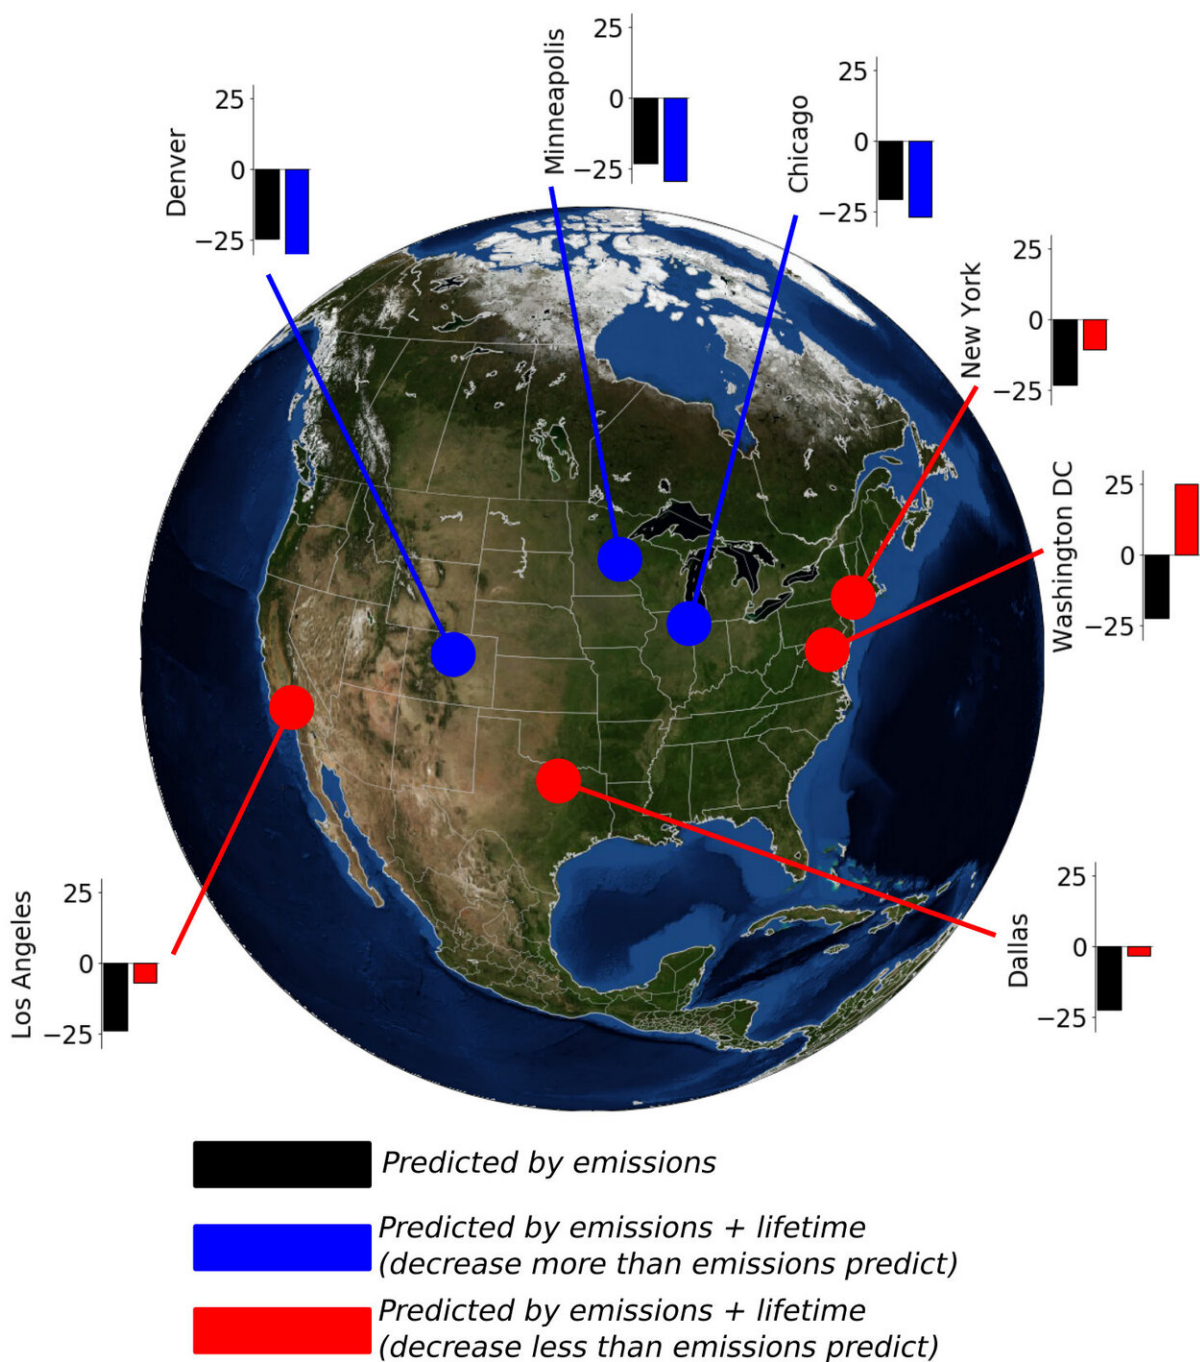 Minneapolis
25
0
−25
Chicago
25
0
−25
Denver
25
0
−25
New York
25
0
−25
Washington DC
25
0
−25
Dallas
25
0
−25
Los Angeles
25
0
−25
Predicted by emissions
Predicted by emissions + lifetime
(decrease more than emissions predict)
Predicted by emissions + lifetime
(decrease less than emissions predict)